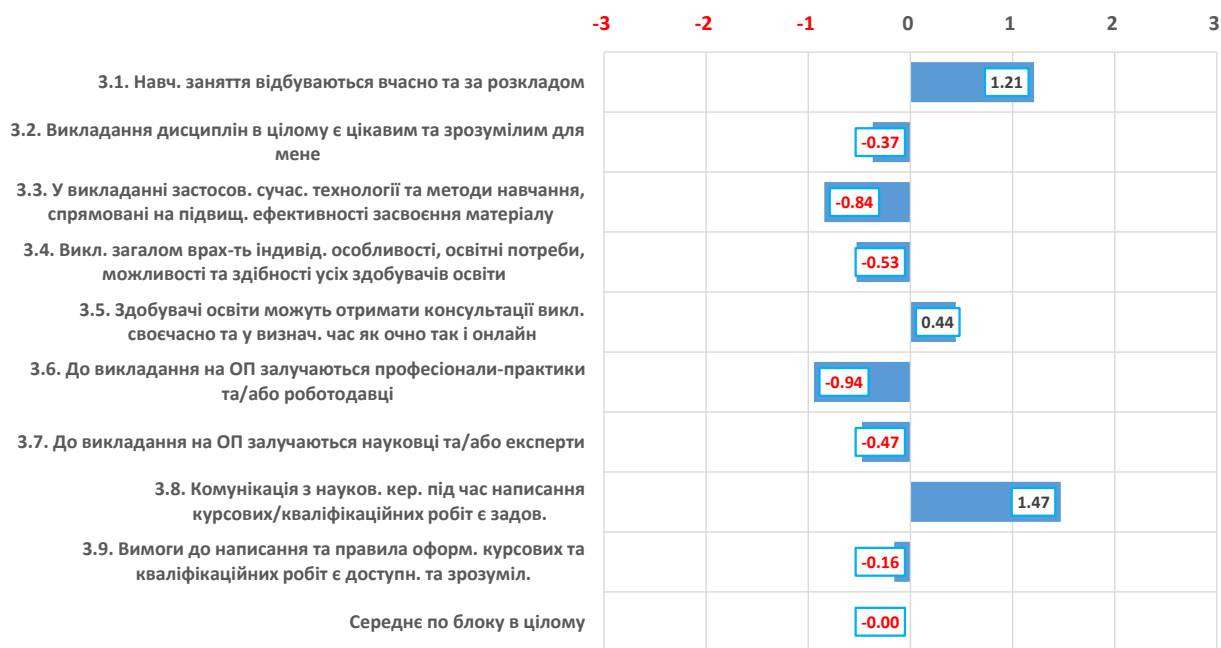 -3 -2 -1 0 1 2 3
3.1. Навч. заняття відбуваються вчасно та за розкладом
1.21
3.2. Викладання дисциплін в цілому є цікавим та зрозумілим для
мене
-0.37
3.3. У викладанні застосов. сучас. технології та методи навчання,
спрямовані на підвищ. ефективності засвоєння матеріалу
-0.84
3.4. Викл. загалом врах-ть індивід. особливості, освітні потреби,
можливості та здібності усіх здобувачів освіти
-0.53
3.5. Здобувачі освіти можуть отримати консультації викл.
своєчасно та у визнач. час як очно так і онлайн
0.44
3.6. До викладання на ОП залучаються професіонали-практики
та/або роботодавці
-0.94
3.7. До викладання на ОП залучаються науковці та/або експерти
-0.47
3.8. Комунікація з науков. кер. під час написання
курсових/кваліфікаційних робіт є задов.
1.47
3.9. Вимоги до написання та правила оформ. курсових та
кваліфікаційних робіт є доступн. та зрозуміл.
-0.16
Середнє по блоку в цілому
-0.00